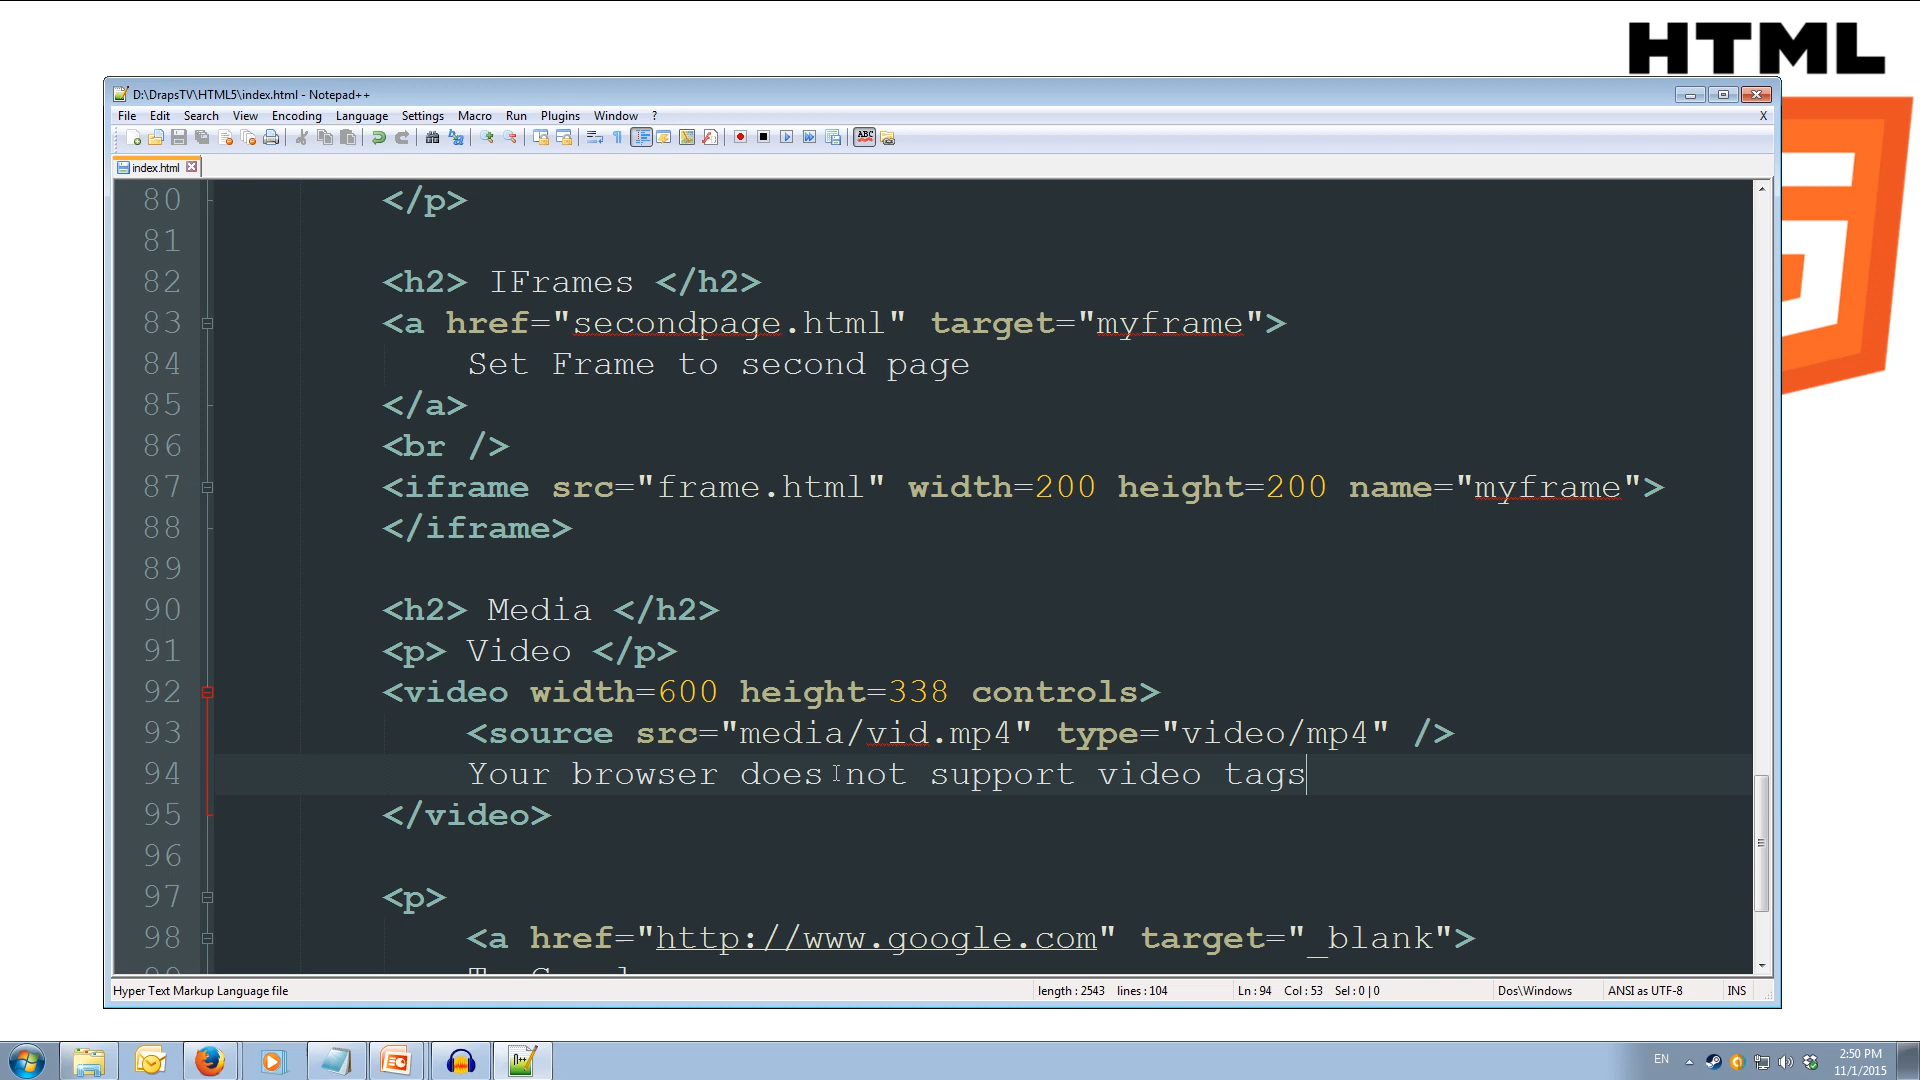 HTML
D:\DrapsTV\HTML5\index.html - Notepad++
File Edit Search View Encoding Language Settings Macro Run Plugins Window ? X
ABC
index.html
80 </p>
81
82 <h2> IFrames </h2>
83 <a href="secondpage.html" target="myframe">
84 Set Frame to second page
85 </a>
86 <br />
87 <iframe src="frame.html" width=200 height=200 name="myframe">
88 </iframe>
89
90 <h2> Media </h2>
91 <p> Video </p>
92 <video width=600 height=338 controls>
93 <source src="media/vid.mp4" type="video/mp4" />
94 Your browser does not support video tags
95 </video>
96
97 <p>
98 <a href="http://www.google.com" target="_blank">
Hyper Text Markup Language file length : 2543 lines : 104 Ln : 94 Col : 53 Sel : 0 | 0 Dos\Windows ANSI as UTF-8 INS
EN 2:50 PM
11/1/2015